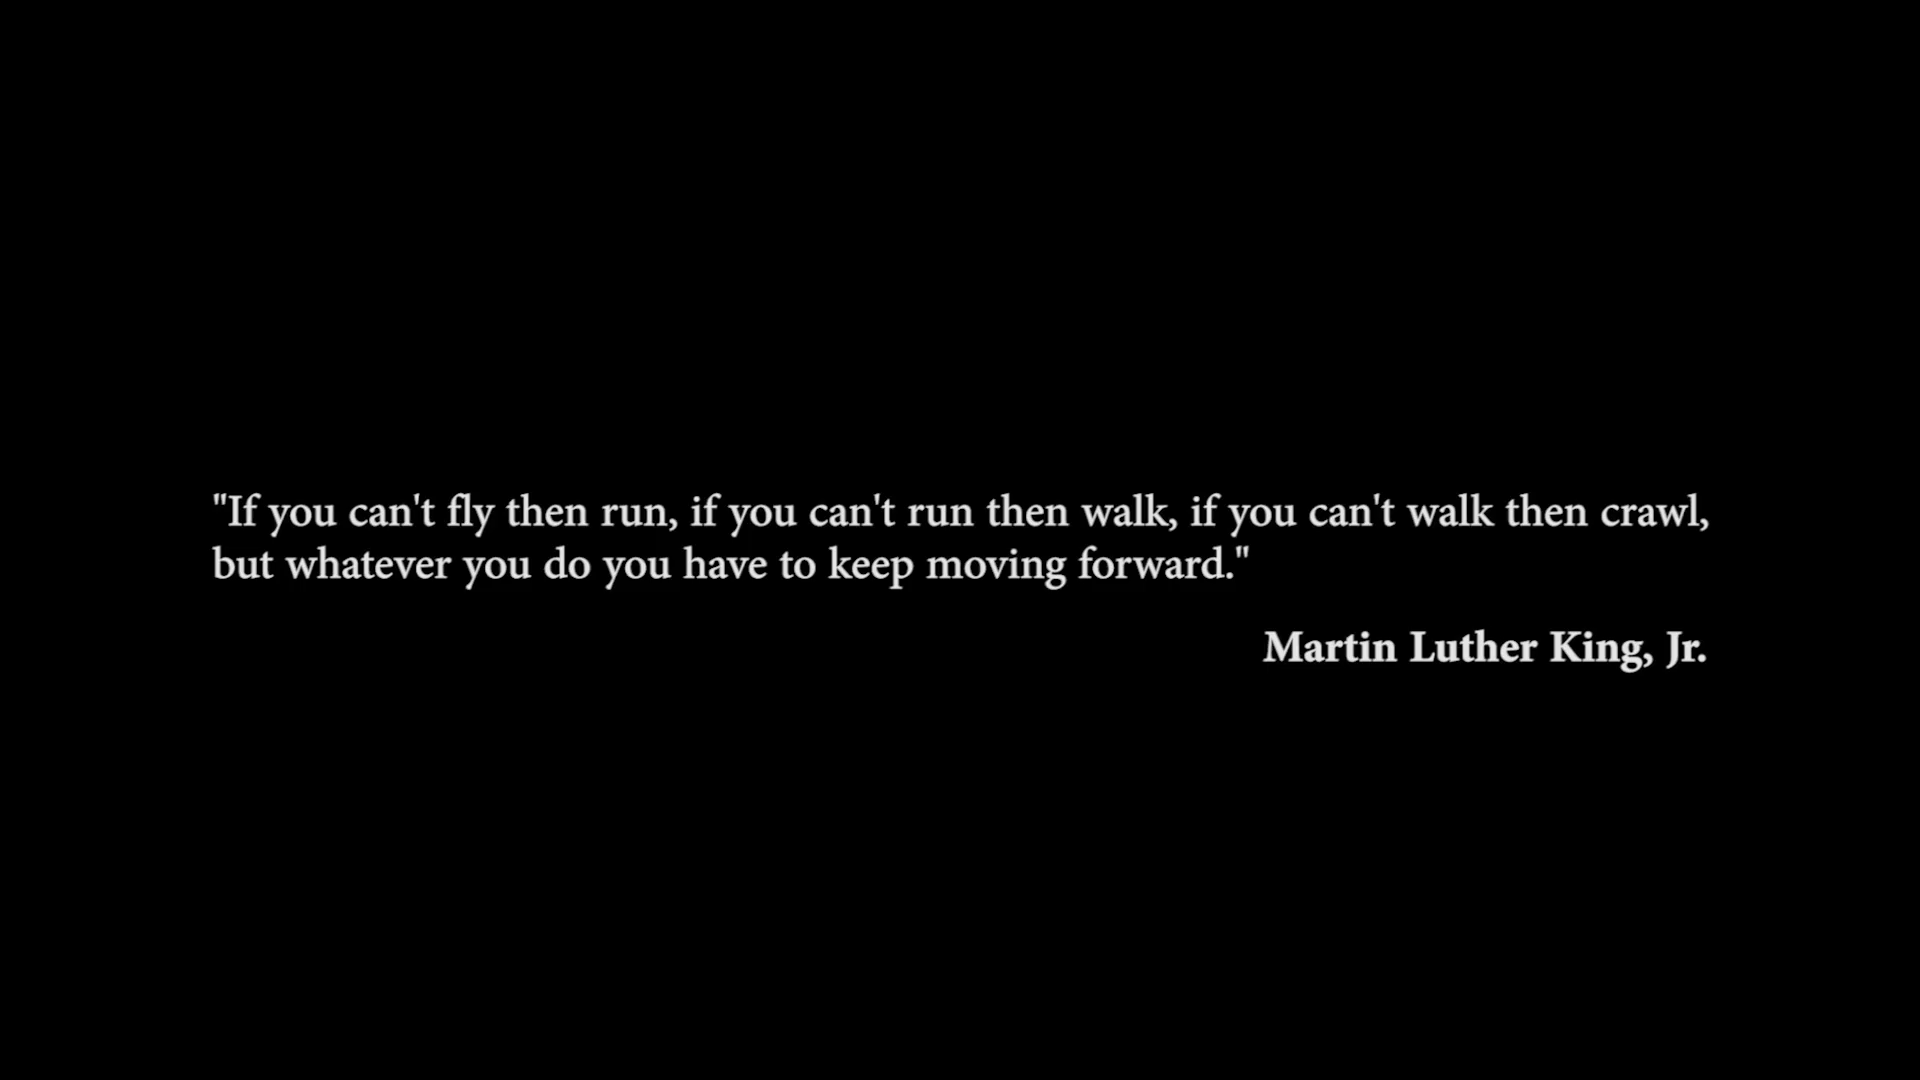 "If you can't fly then run, if you can't run then walk, if you can't walk then crawl,
but whatever you do you have to keep moving forward."
Martin Luther King, Jr.